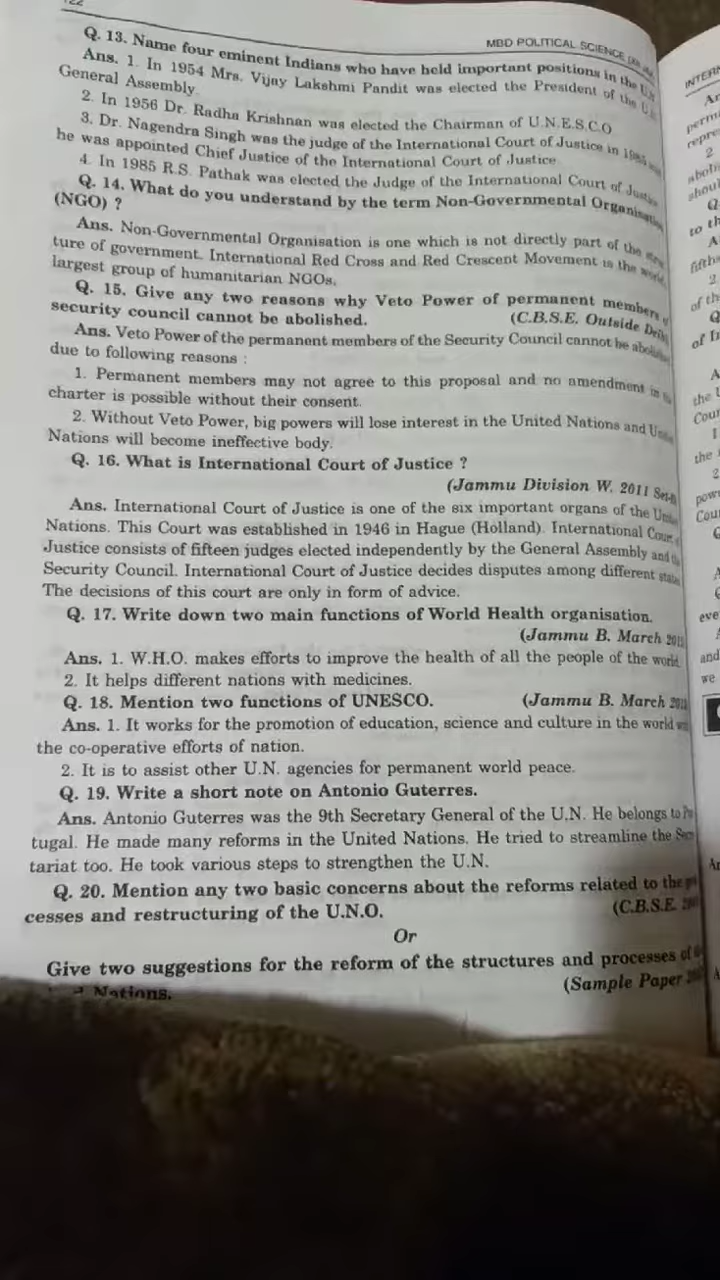 22
MBD POLITICAL SCIENCE
Q. 13. Name four eminent Indians who have held important positions in the U.N.
Ans. 1. In 1954 Mrs. Vijay Lakshmi Pandit was elected the President of the U.
General Assembly.
2. In 1956 Dr. Radha Krishnan was elected the Chairman of U.N.E.S.C.O
3. Dr. Nagendra Singh was the judge of the International Court of Justice in 1985
he was appointed Chief Justice of the International Court of Justice
4. In 1985 R.S. Pathak was elected the Judge of the International Court of Justice
Q. 14. What do you understand by the term Non-Governmental Organisation
(NGO) ?
Ans. Non-Governmental Organisation is one which is not directly part of the
ture of government. International Red Cross and Red Crescent Movement is the world
largest group of humanitarian NGOs.
Q. 15. Give any two reasons why Veto Power of permanent members
security council cannot be abolished. (C.B.S.E. Outside Delhi
Ans. Veto Power of the permanent members of the Security Council cannot be abolished
due to following reasons :
1. Permanent members may not agree to this proposal and no amendment in
charter is possible without their consent.
2. Without Veto Power, big powers will lose interest in the United Nations and
Nations will become ineffective body.
Q. 16. What is International Court of Justice ?
(Jammu Division W. 2011
Ans. International Court of Justice is one of the six important organs of the
Nations. This Court was established in 1946 in Hague (Holland). International Court
Justice consists of fifteen judges elected independently by the General Assembly and
Security Council. International Court of Justice decides disputes among different
The decisions of this court are only in form of advice.
Q. 17. Write down two main functions of World Health organisation.
(Jammu B. March
Ans. 1. W.H.O. makes efforts to improve the health of all the people of the world
2. It helps different nations with medicines.
Q. 18. Mention two functions of UNESCO. (Jammu B. March
Ans. 1. It works for the promotion of education, science and culture in the world
the co-operative efforts of nation.
2. It is to assist other U.N. agencies for permanent world peace.
Q. 19. Write a short note on Antonio Guterres.
Ans. Antonio Guterres was the 9th Secretary General of the U.N. He belongs to
tugal. He made many reforms in the United Nations. He tried to streamline the
tariat too. He took various steps to strengthen the U.N.
Q. 20. Mention any two basic concerns about the reforms related to the
cesses and restructuring of the U.N.O. (C.B.S.E.
Or
Give two suggestions for the reform of the structures and processes of
Nations. (Sample Paper